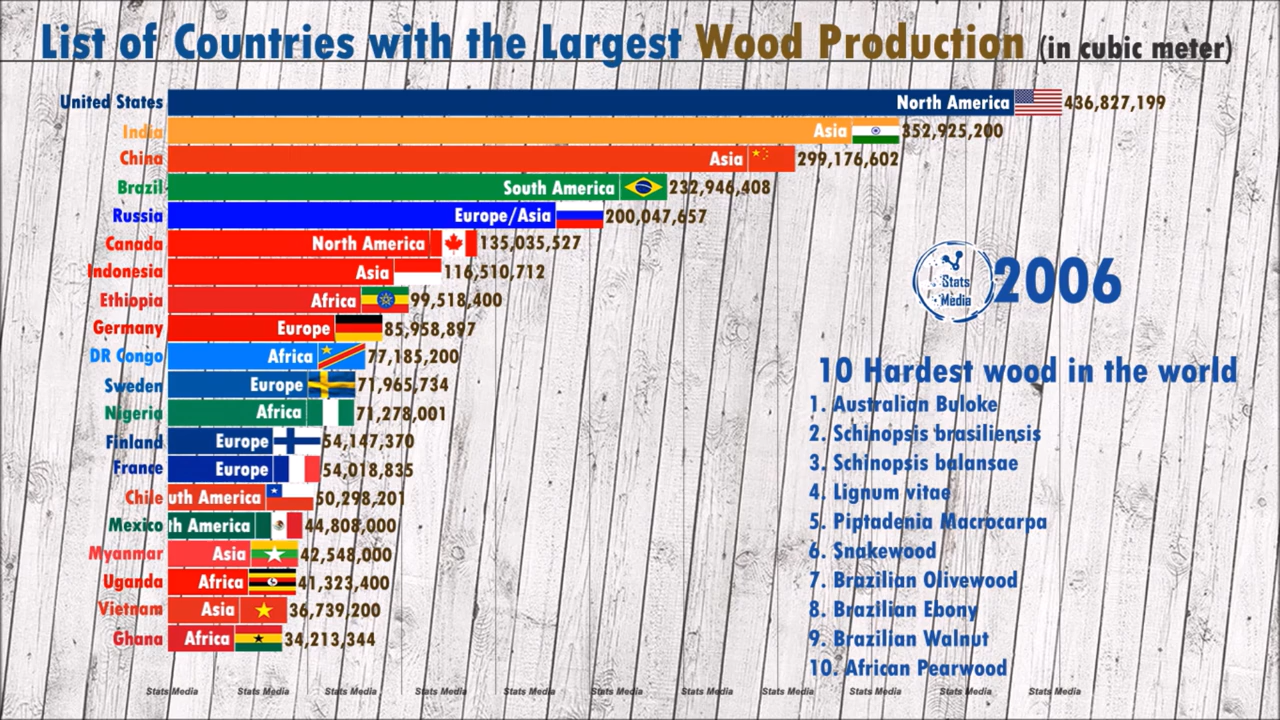 List of Countries with the Largest Wood Production (in cubic meter)
United States North America 436,827,199
India Asia 352,925,200
China Asia 299,176,602
Brazil South America 232,946,408
Russia Europe/Asia 200,047,657
Canada North America 135,035,527
Indonesia Asia 116,510,712
Ethiopia Africa 99,518,400
Germany Europe 85,958,897
DR Congo Africa 77,185,200
Sweden Europe 71,965,734
Nigeria Africa 71,278,001
Finland Europe 54,147,370
France Europe 54,018,835
Chile uth America 50,298,201
Mexico th America 44,808,000
Myanmar Asia 42,548,000
Uganda Africa 41,323,400
Vietnam Asia 36,739,200
Ghana Africa 34,213,344
Stats
Media
2006
10 Hardest wood in the world
1. Australian Buloke
2. Schinopsis brasiliensis
3. Schinopsis balansae
4. Lignum vitae
5. Piptadenia Macrocarpa
6. Snakewood
7. Brazilian Olivewood
8. Brazilian Ebony
9. Brazilian Walnut
10. African Pearwood
Stats Media Stats Media Stats Media Stats Media Stats Media Stats Media Stats Media Stats Media Stats Media Stats Media Stats Media